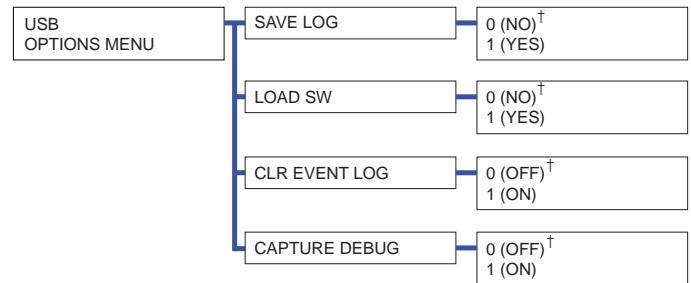 USB
OPTIONS MENU
SAVE LOG
0 (NO)†
1 (YES)
LOAD SW
0 (NO)†
1 (YES)
CLR EVENT LOG
0 (OFF)†
1 (ON)
CAPTURE DEBUG
0 (OFF)†
1 (ON)